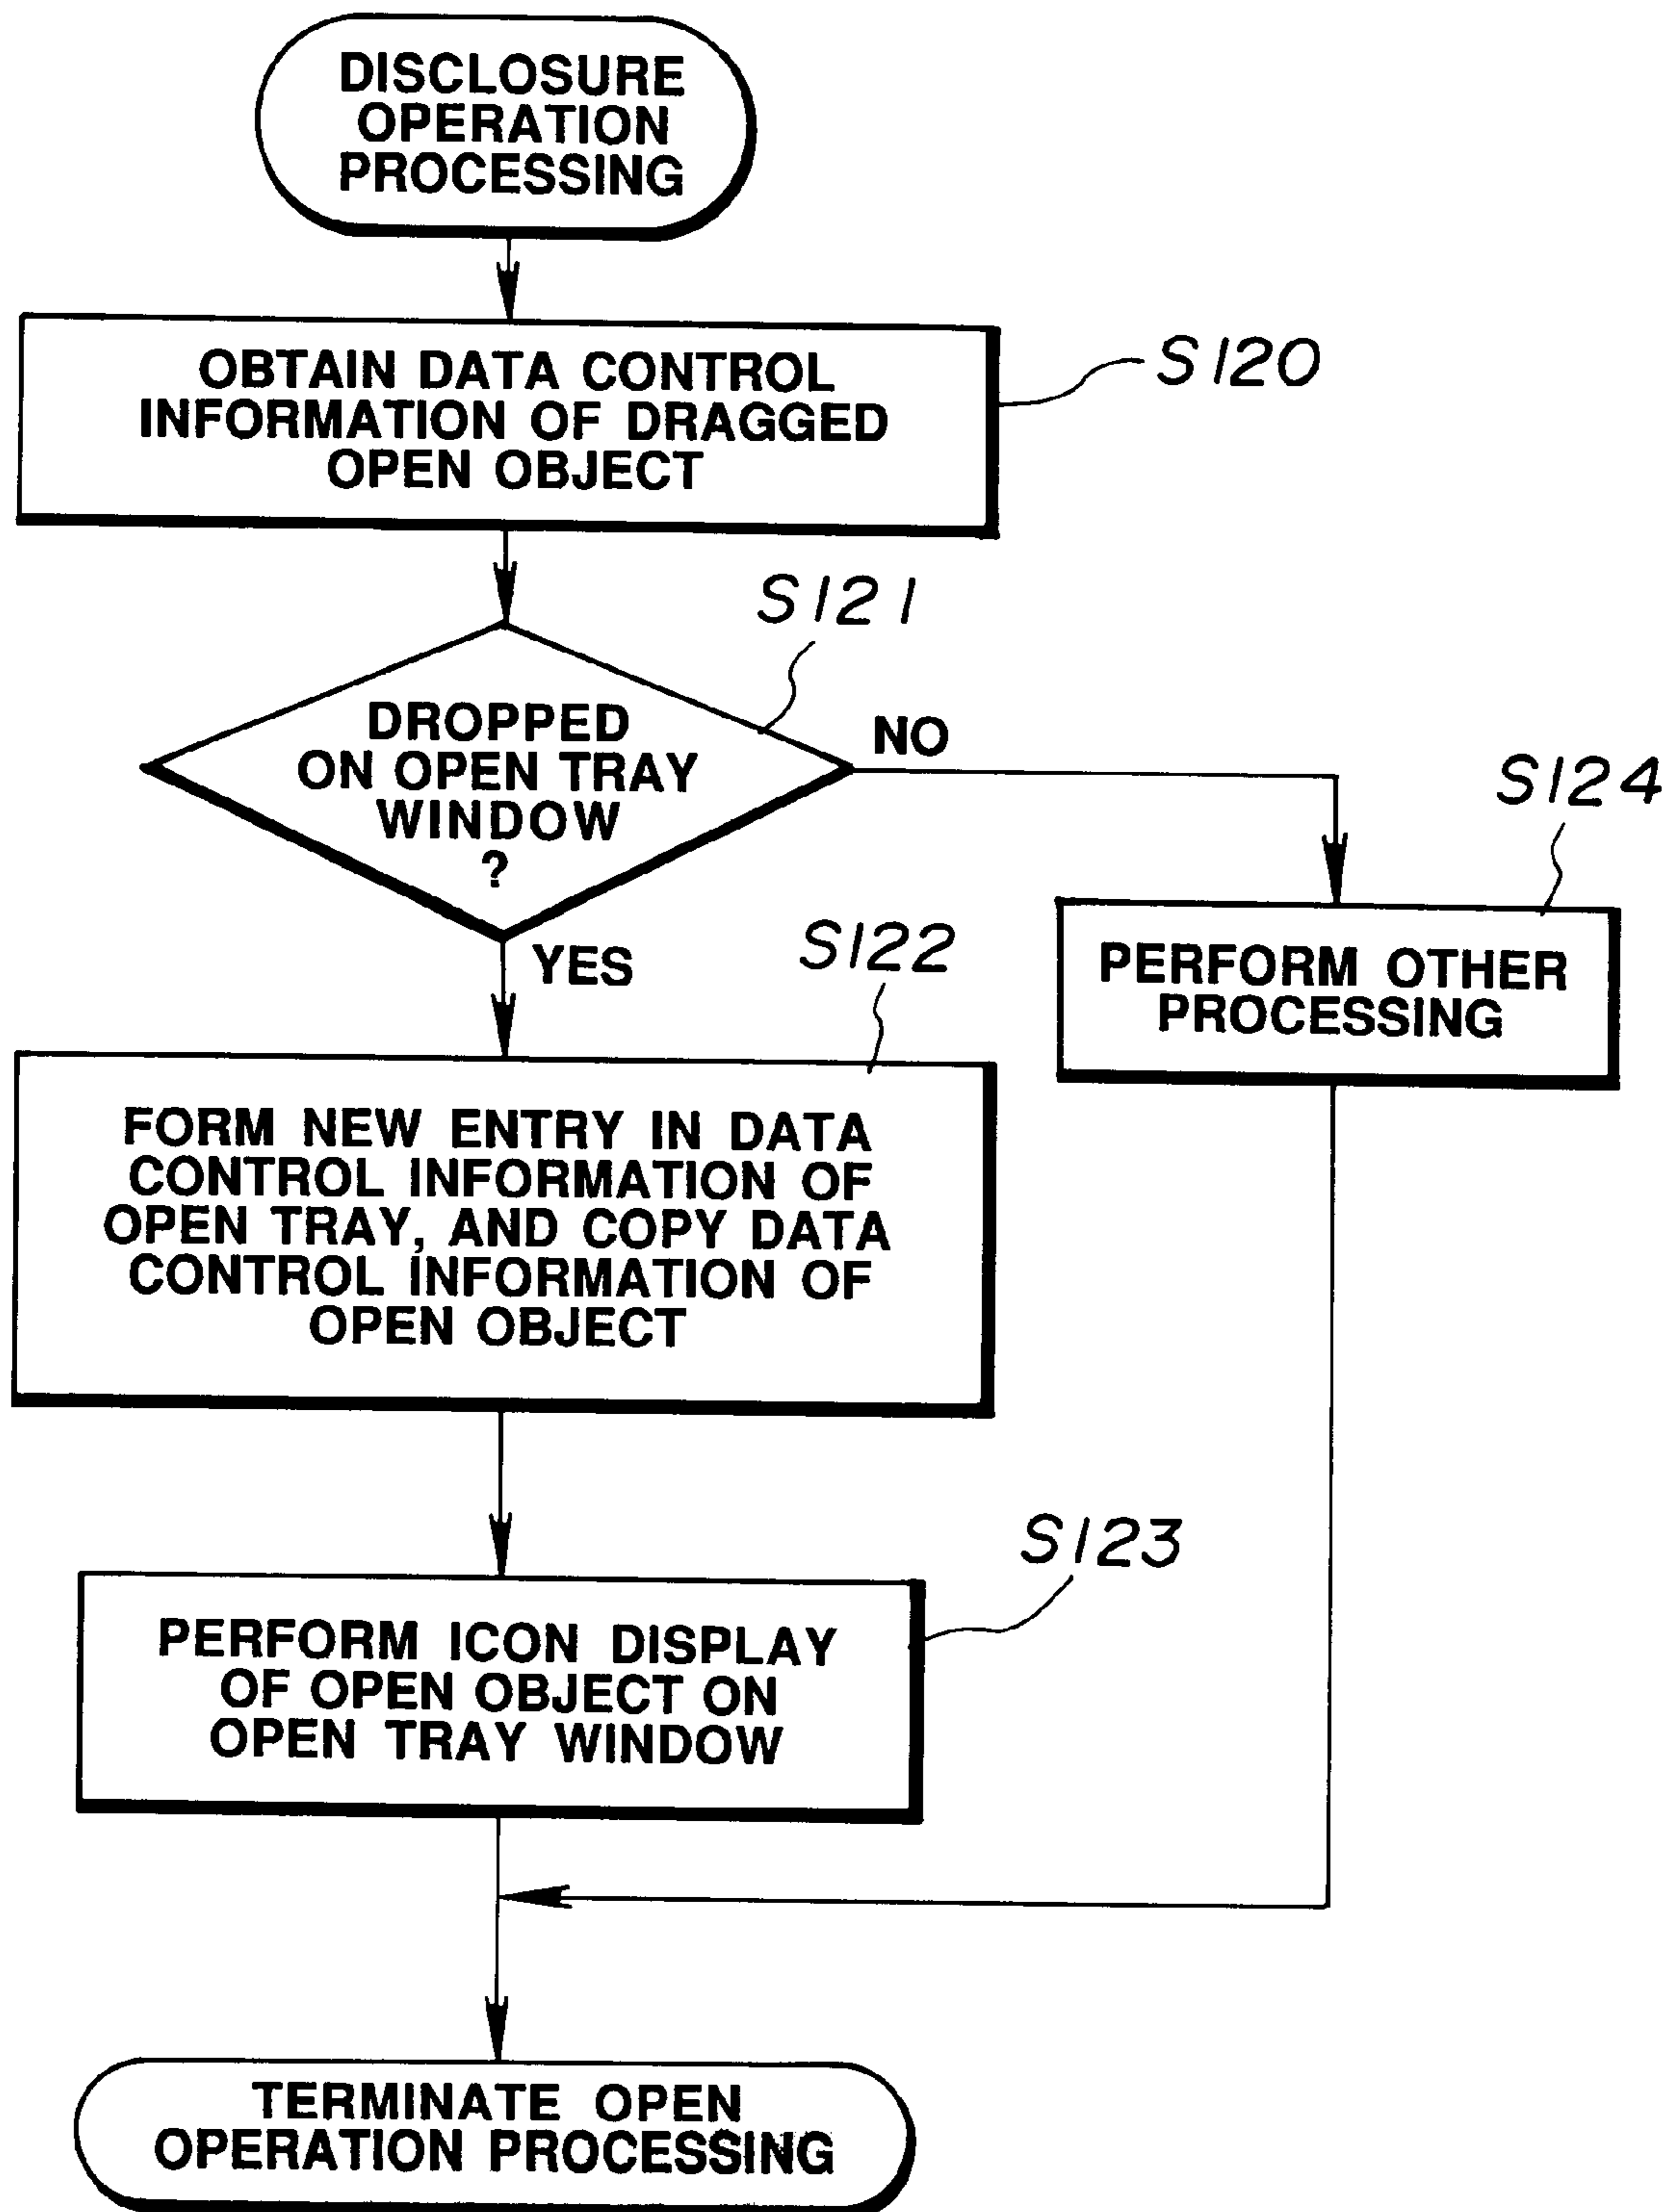 DISCLOSURE
OPERATION
PROCESSING
OBTAIN DATA CONTROL
INFORMATION OF DRAGGED
OPEN OBJECT
S120
S121
DROPPED
ON OPEN TRAY
WINDOW
?
NO
YES
S124
PERFORM OTHER
PROCESSING
S122
FORM NEW ENTRY IN DATA
CONTROL INFORMATION OF
OPEN TRAY, AND COPY DATA
CONTROL INFORMATION OF
OPEN OBJECT
S123
PERFORM ICON DISPLAY
OF OPEN OBJECT ON
OPEN TRAY WINDOW
TERMINATE OPEN
OPERATION PROCESSING